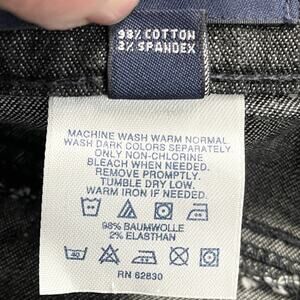 98% COTTON
2% SPANDEX
MACHINE WASH WARM NORMAL
WASH DARK COLORS SEPARATELY.
ONLY NON-CHLORINE
BLEACH WHEN NEEDED.
REMOVE PROMPTLY.
TUMBLE DRY LOW.
WARM IRON IF NEEDED.
40
98% BAUMWOLLE
2% ELASTHAN
RN 62830